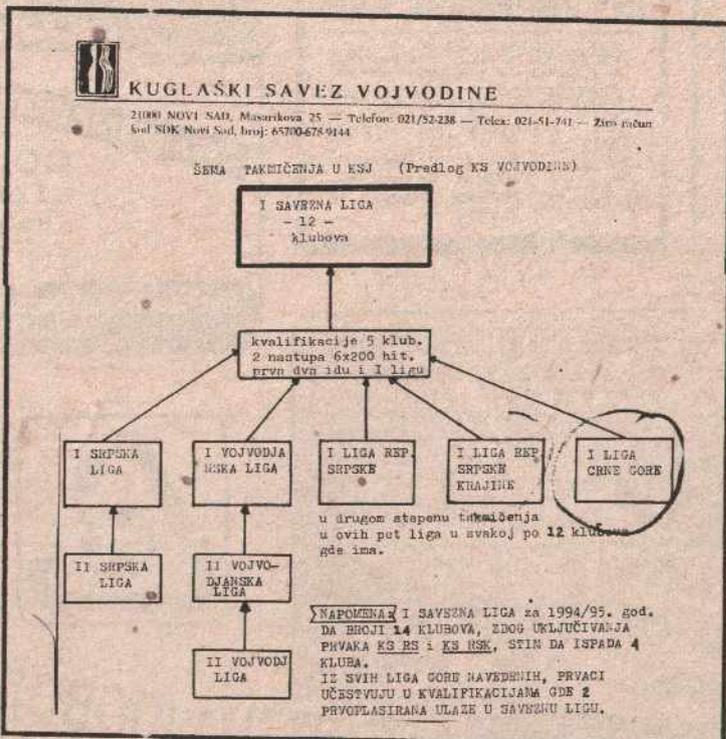 KUGLAŠKI SAVEZ VOJVODINE
21000 NOVI SAD, Masarikova 25 — Telefon: 021/52-238 — Telex: 021-51-741 — Žiro račun
kod SDK Novi Sad, broj: 65700-678-9144
ŠEMA TAKMIČENJA U KSJ (Predlog KS VOJVODINE)
I SAVEZNA LIGA
- 12 -
klubova
kvalifikacije 5 klub.
2 nastupa 6x200 hit.
prva dva idu i I ligu
I SRPSKA
LIGA
I VOJVODJA
NSKA LIGA
I LIGA REP.
SRPSKE
I LIGA REP.
SRPSKE
KRAJINE
I LIGA
CRNE GORE
u drugom stepenu takmičenja
u ovih pet liga u svakoj po 12 klubova
gde ima.
II SRPSKA
LIGA
II VOJVO-
DJANSKA
LIGA
II VOJVODJ
LIGA
NAPOMENA: I SAVEZNA LIGA za 1994/95. god.
DA BROJI 14 KLUBOVA, ZDOG UKLJUČIVANJA
PRVAKA KS RS i KS RSK, STIM DA ISPADA 4
KLUBA.
IZ SVIH LIGA GORE NAVEDENIH, PRVACI
UČESTVUJU U KVALIFIKACIJAMA GDE 2
PRVOPLASIRANA ULAZE U SAVEZNU LIGU.